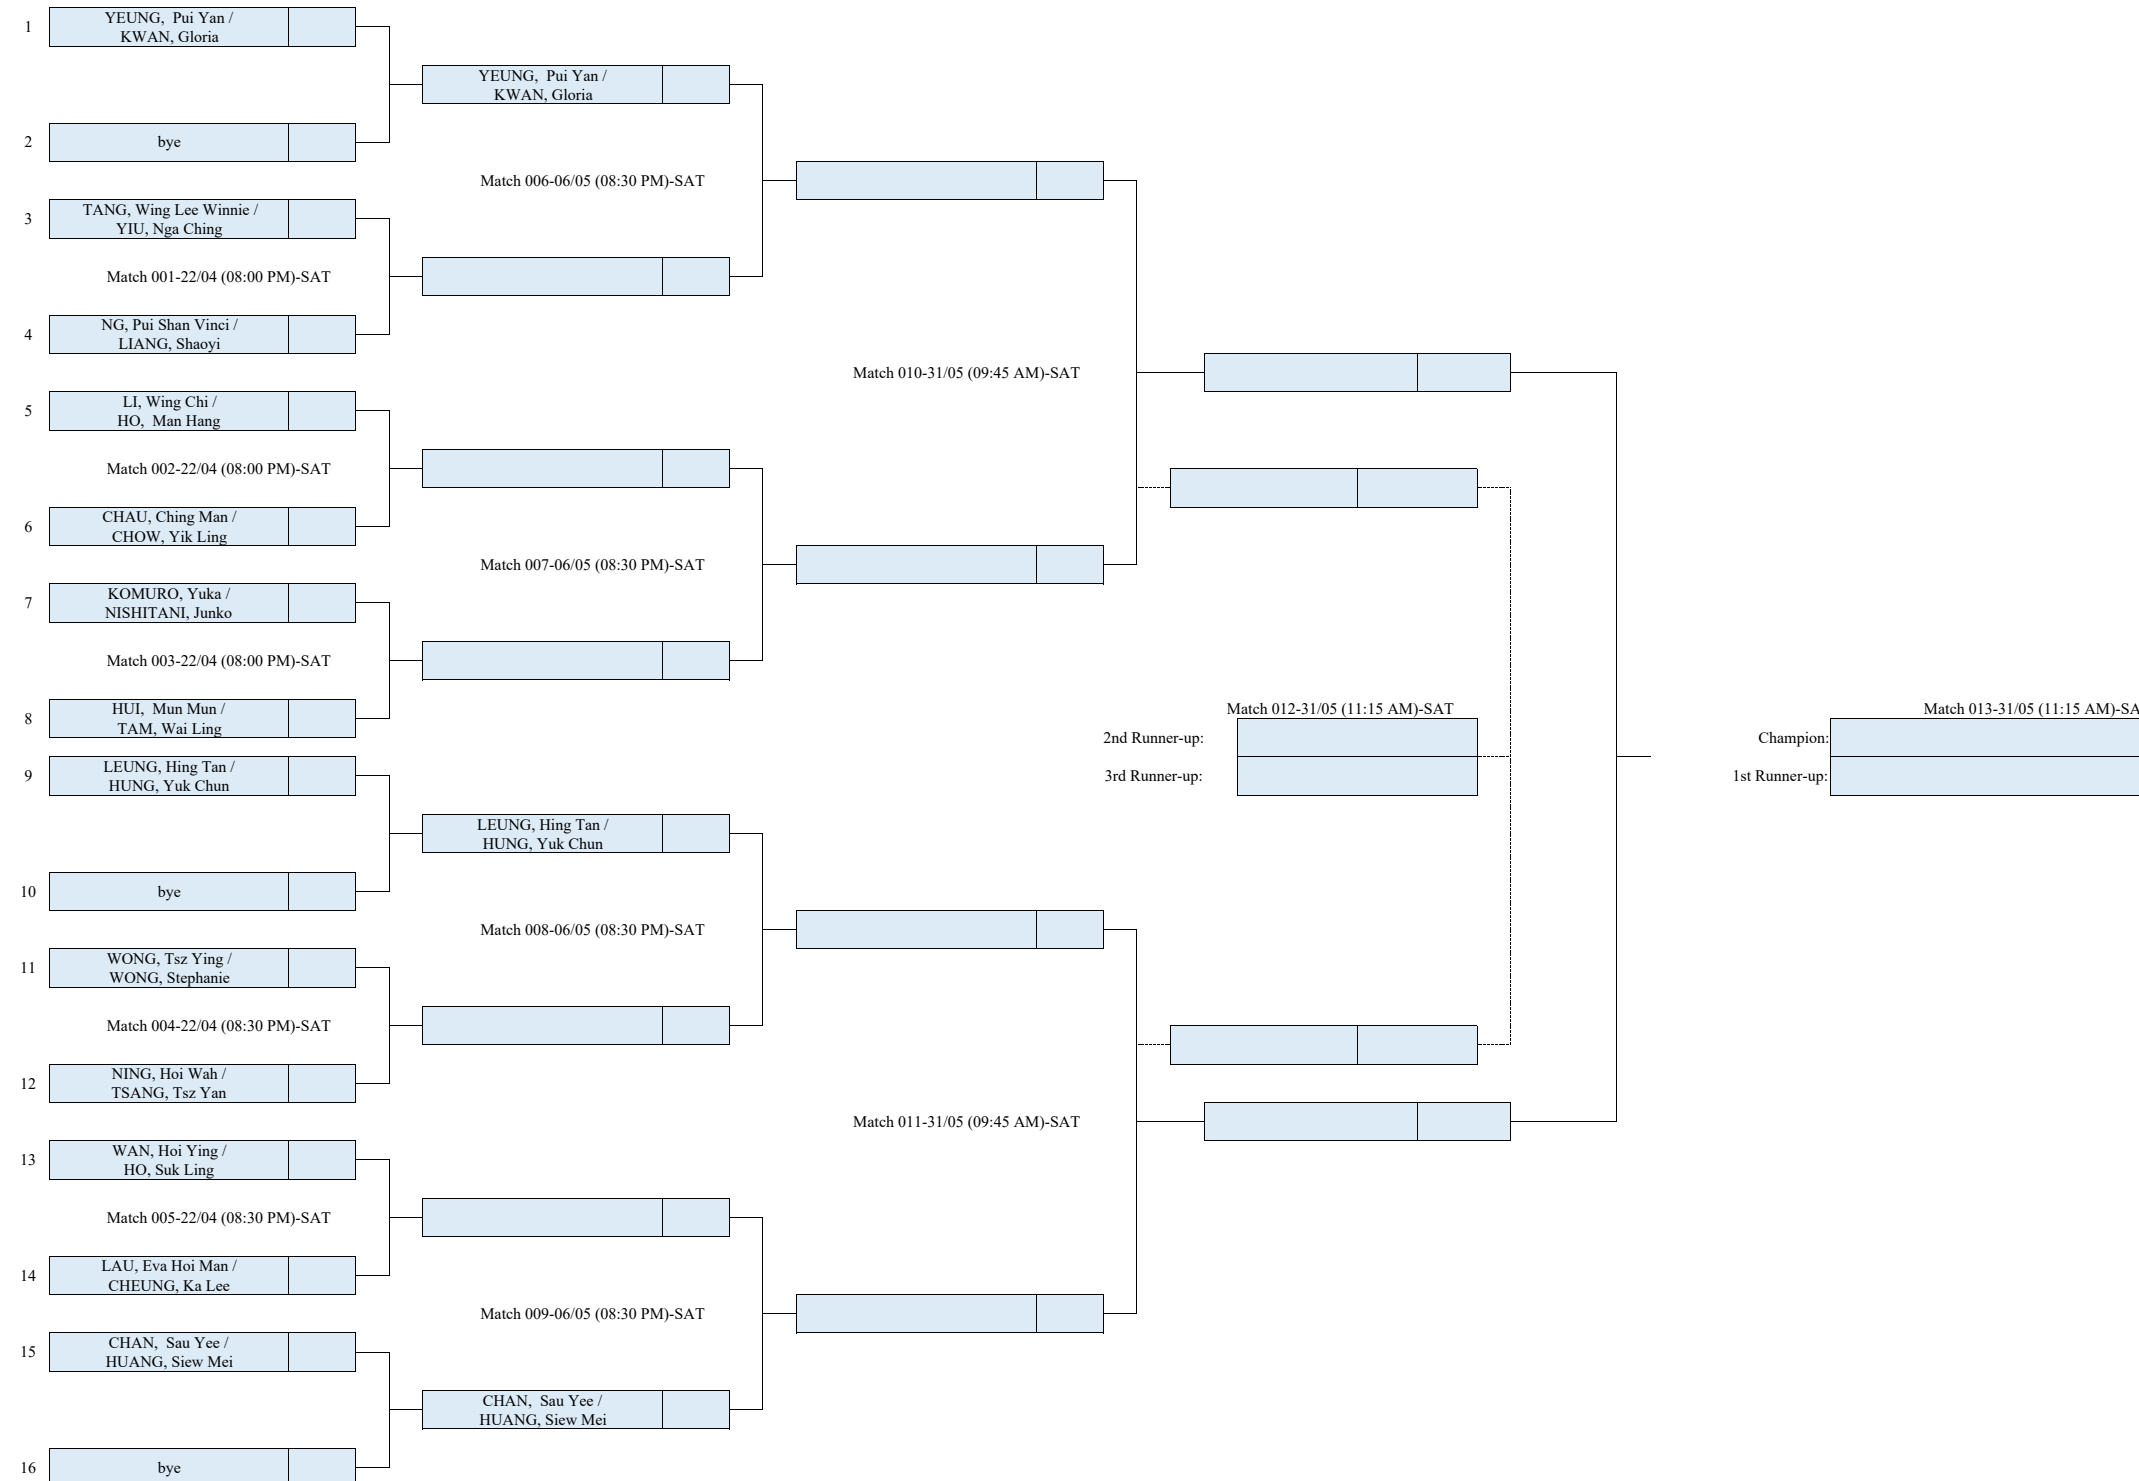 1
YEUNG,  Pui Yan /
KWAN, Gloria
YEUNG,  Pui Yan /
KWAN, Gloria
2
bye
Match 006-06/05 (08:30 PM)-SAT
3
TANG, Wing Lee Winnie /
YIU, Nga Ching
Match 001-22/04 (08:00 PM)-SAT
4
NG, Pui Shan Vinci /
LIANG, Shaoyi
Match 010-31/05 (09:45 AM)-SAT
5
LI, Wing Chi /
HO,  Man Hang
Match 002-22/04 (08:00 PM)-SAT
6
CHAU, Ching Man /
CHOW, Yik Ling
Match 007-06/05 (08:30 PM)-SAT
7
KOMURO, Yuka /
NISHITANI, Junko
Match 003-22/04 (08:00 PM)-SAT
8
HUI,  Mun Mun /
TAM, Wai Ling
Match 012-31/05 (11:15 AM)-SAT
Match 013-31/05 (11:15 AM)-SA
2nd Runner-up:
Champion:
3rd Runner-up:
1st Runner-up:
9
LEUNG, Hing Tan /
HUNG, Yuk Chun
LEUNG, Hing Tan /
HUNG, Yuk Chun
10
bye
Match 008-06/05 (08:30 PM)-SAT
11
WONG, Tsz Ying /
WONG, Stephanie
Match 004-22/04 (08:30 PM)-SAT
12
NING, Hoi Wah /
TSANG, Tsz Yan
Match 011-31/05 (09:45 AM)-SAT
13
WAN, Hoi Ying /
HO, Suk Ling
Match 005-22/04 (08:30 PM)-SAT
14
LAU, Eva Hoi Man /
CHEUNG, Ka Lee
Match 009-06/05 (08:30 PM)-SAT
15
CHAN,  Sau Yee /
HUANG, Siew Mei
CHAN,  Sau Yee /
HUANG, Siew Mei
16
bye